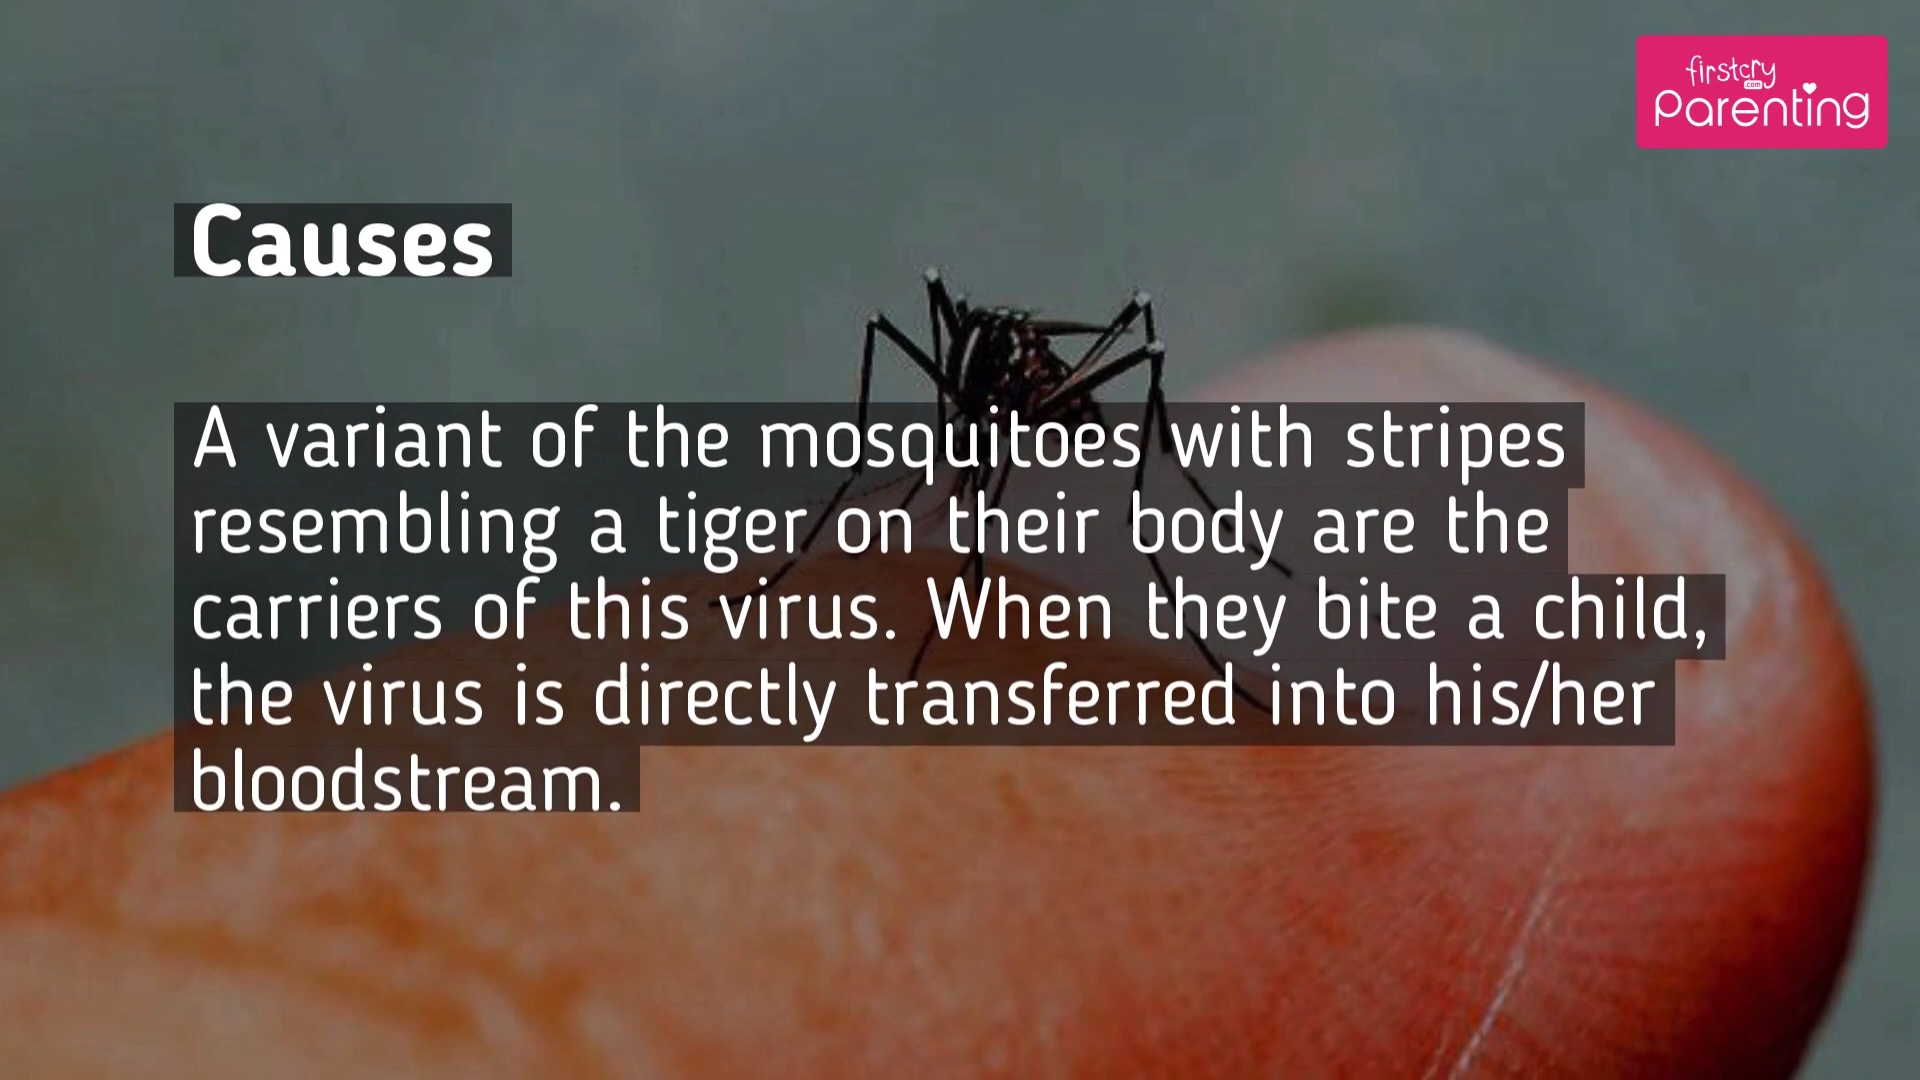 firstcry
.com
Parenting
Causes
A variant of the mosquitoes with stripes
resembling a tiger on their body are the
carriers of this virus. When they bite a child,
the virus is directly transferred into his/her
bloodstream.